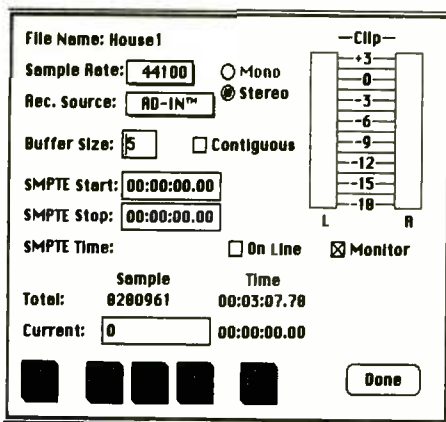 File Name: House1
Sample Rate: 44100
Mono
Stereo
Rec. Source: AD-IN™
Buffer Size: 5
Contiguous
SMPTE Start: 00:00:00.00
SMPTE Stop: 00:00:00.00
SMPTE Time:
On Line
Monitor
Sample Time
Total: 8280961 00:03:07.78
Current: 0 00:00:00.00
Done
Clip
+3
0
-3
-6
-9
-12
-15
-18
L R